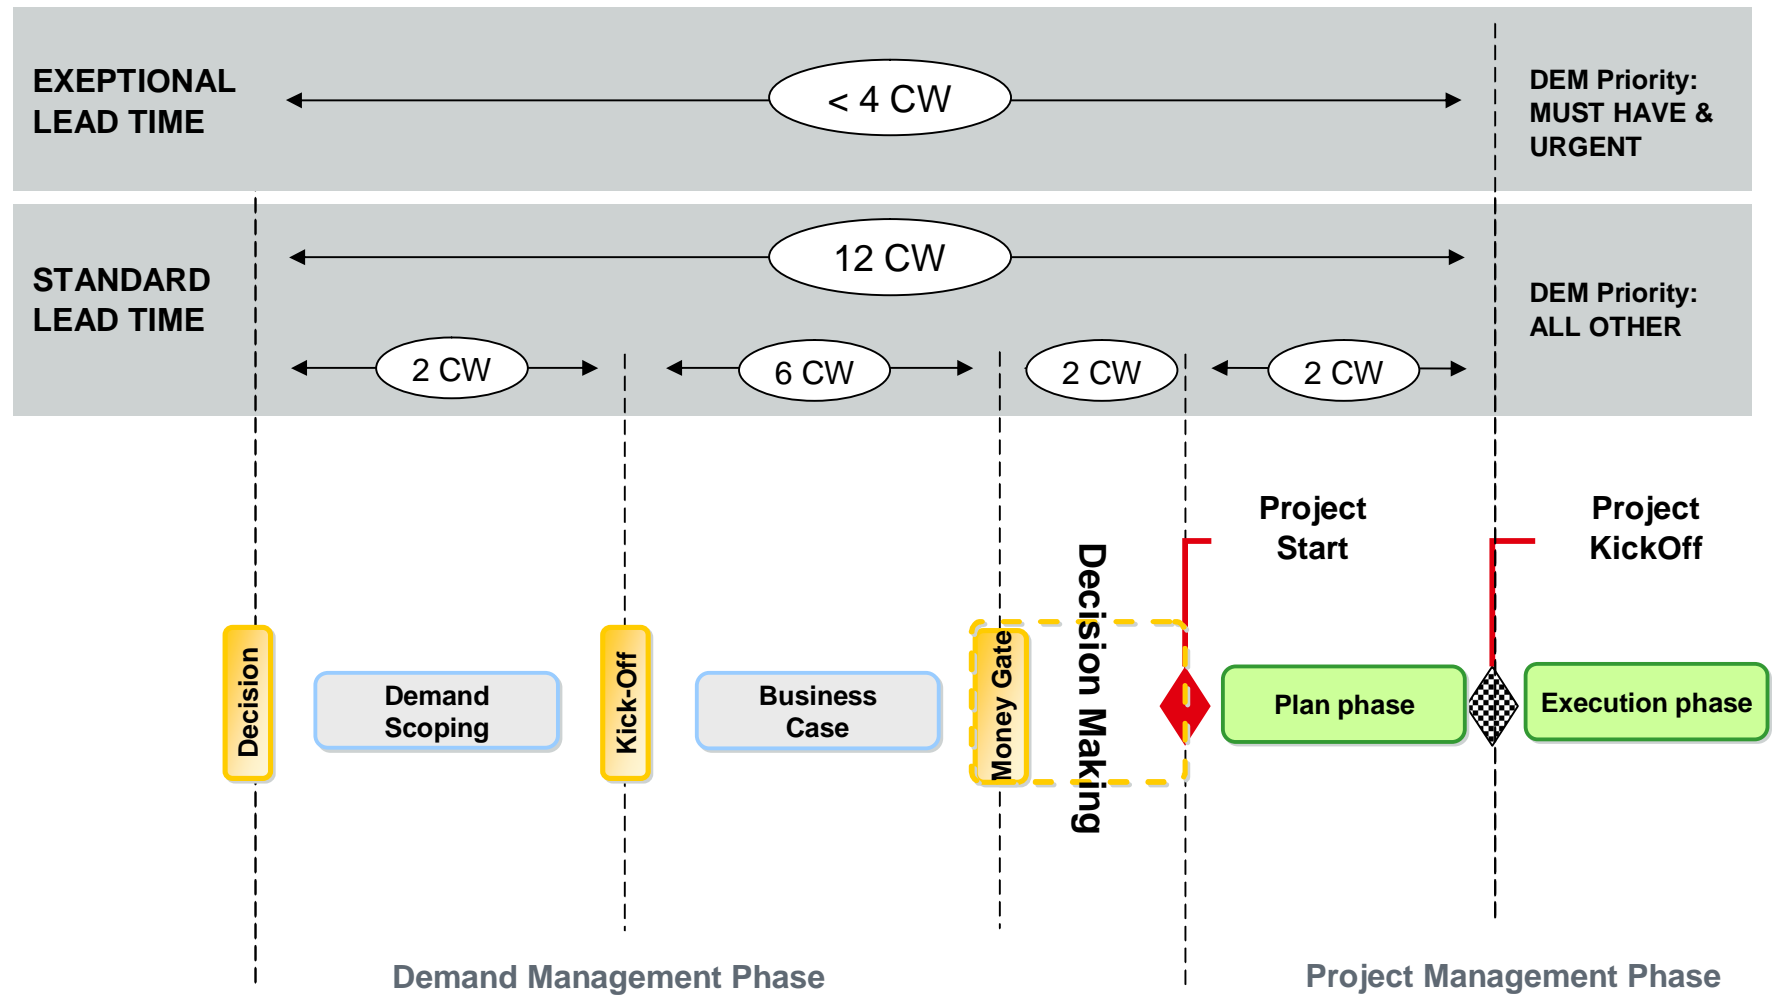 EXEPTIONAL
LEAD TIME
< 4 CW
DEM Priority:
MUST HAVE &
URGENT
STANDARD
LEAD TIME
12 CW
DEM Priority:
ALL OTHER
2 CW
6 CW
2 CW
2 CW
Project
Start
Project
KickOff
Decision
Demand
Scoping
Kick-Off
Business
Case
Money Gate
Decision Making
Plan phase
Execution phase
Demand Management Phase
Project Management Phase